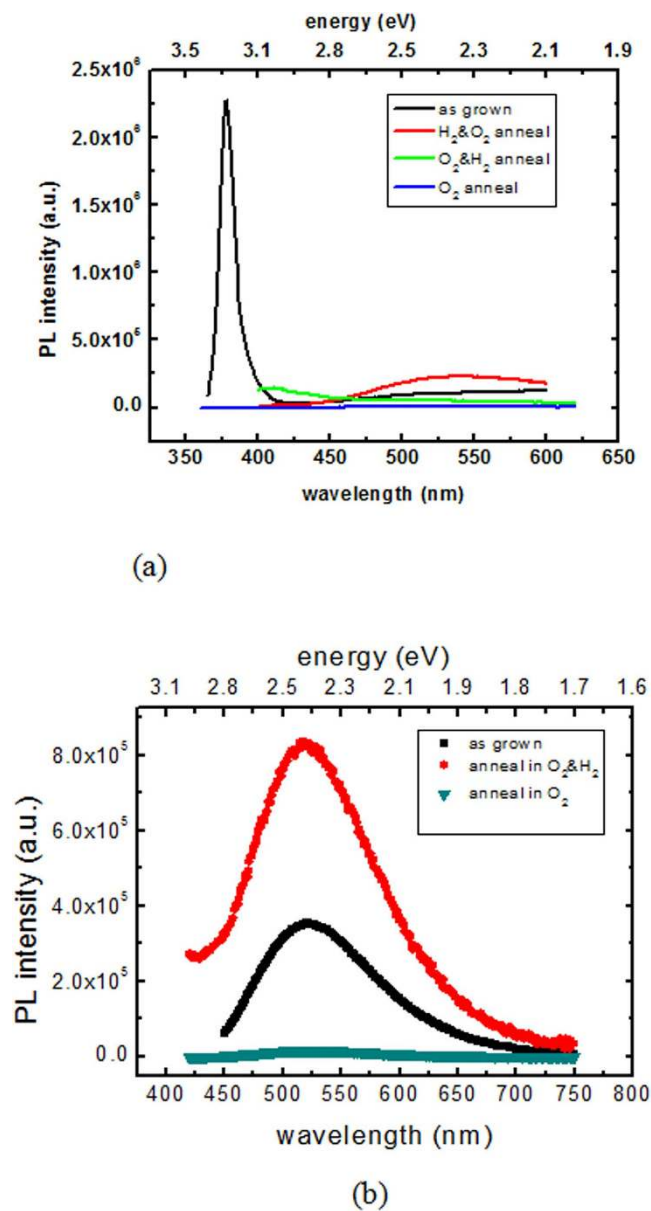 energy (eV)
3.5 3.1 2.8 2.5 2.3 2.1 1.9
2.5x10⁶
2.0x10⁶
1.5x10⁶
1.0x10⁶
5.0x10⁶
0.0
PL intensity (a.u.)
as grown
H₂&O₂ anneal
O₂&H₂ anneal
O₂ anneal
350 400 450 500 550 600 650
wavelength (nm)
(a)
energy (eV)
3.1 2.8 2.5 2.3 2.1 1.9 1.8 1.7 1.6
8.0x10⁵
6.0x10⁵
4.0x10⁵
2.0x10⁵
0.0
PL intensity (a.u.)
as grown
anneal in O₂&H₂
anneal in O₂
400 450 500 550 600 650 700 750 800
wavelength (nm)
(b)